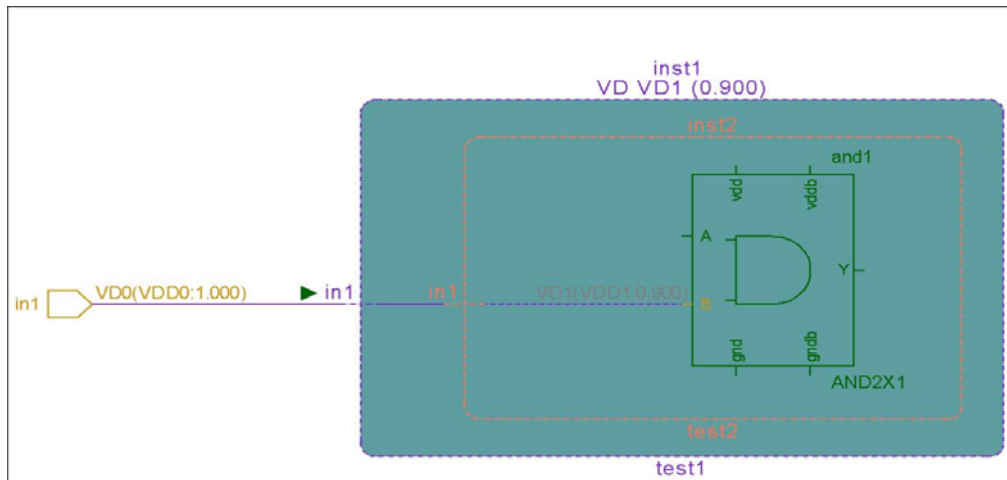 inst1
VD VD1 (0.900)
inst2
and1
vdd
vddb
A
Y
VD0(VDD0:1.000)
in1
in1
in1
VD1(VDD1:0.900)
B
gnd
gndb
AND2X1
test2
test1